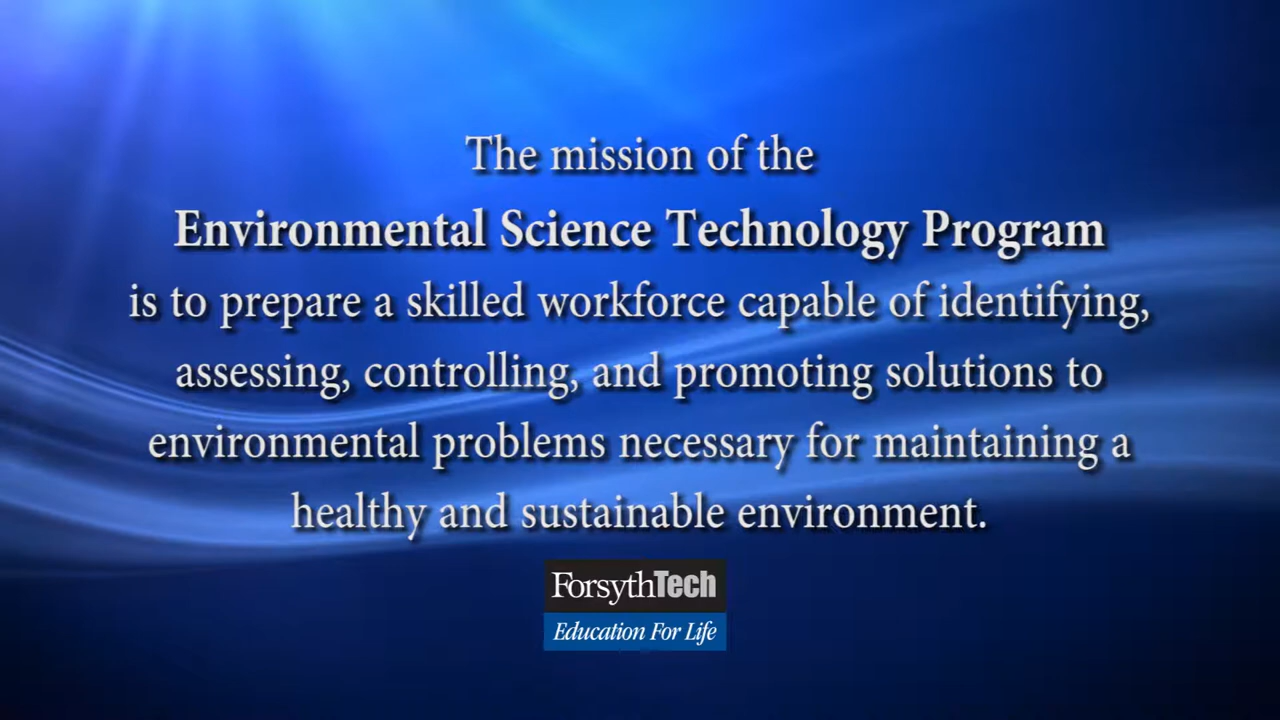 The mission of the
Environmental Science Technology Program
is to prepare a skilled workforce capable of identifying,
assessing, controlling, and promoting solutions to
environmental problems necessary for maintaining a
healthy and sustainable environment.
ForsythTech
Education For Life